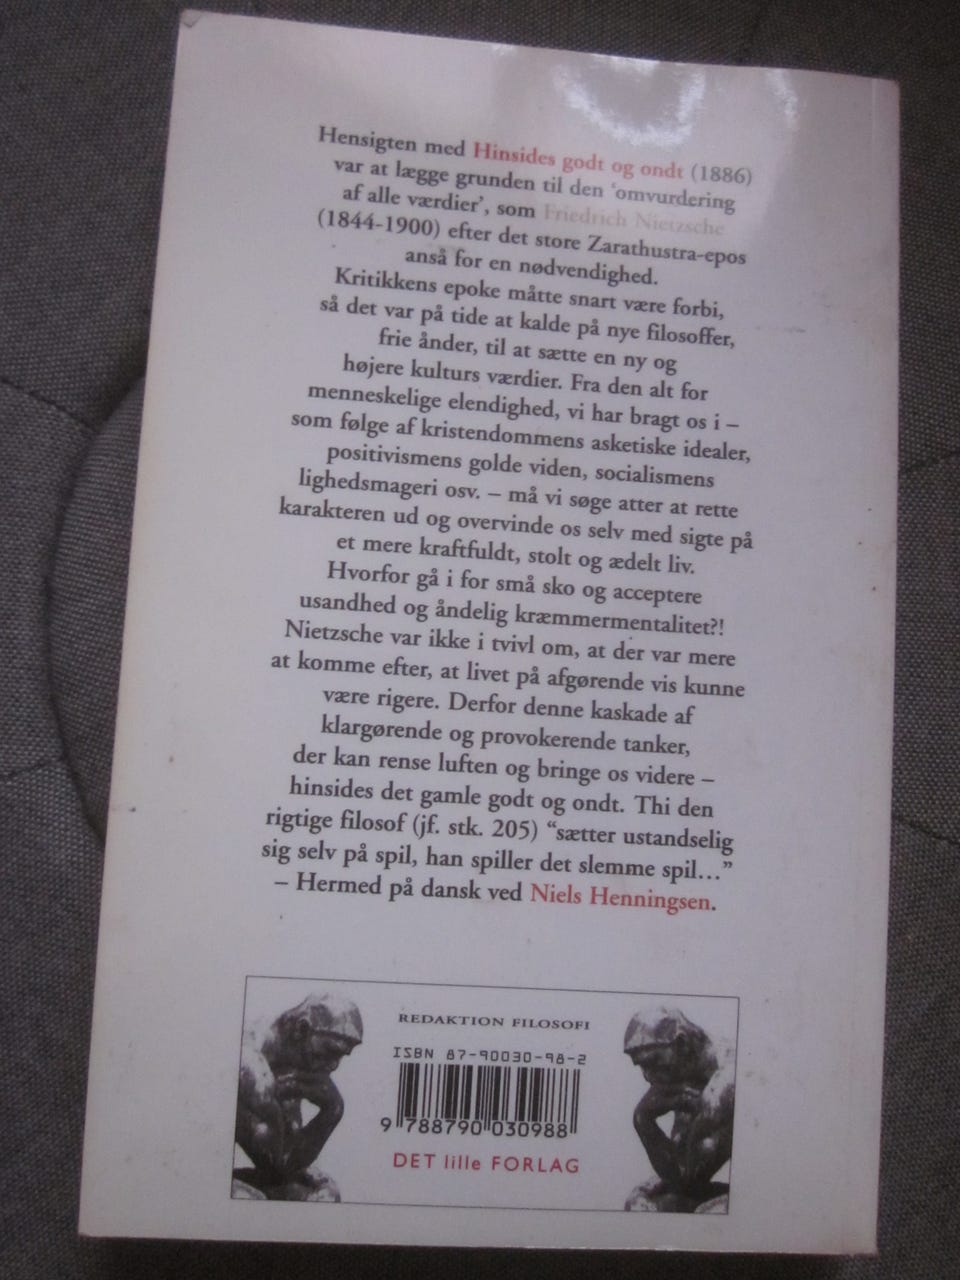 Hensigten med Hinsides godt og ondt (1886)
var at lægge grunden til den ‘omvurdering
af alle værdier’, som Friedrich Nietzsche
(1844-1900) efter det store Zarathustra-epos
anså for en nødvendighed.
Kritikkens epoke måtte snart være forbi,
så det var på tide at kalde på nye filosoffer,
frie ånder, til at sætte en ny og
højere kulturs værdier. Fra den alt for
menneskelige elendighed, vi har bragt os i –
som følge af kristendommens asketiske idealer,
positivismens golde viden, socialismens
lighedsmageri osv. – må vi søge atter at rette
karakteren ud og overvinde os selv med sigte på
et mere kraftfuldt, stolt og ædelt liv.
Hvorfor gå i for små sko og acceptere
usandhed og åndelig kræmmermentalitet?!
Nietzsche var ikke i tvivl om, at der var mere
at komme efter, at livet på afgørende vis kunne
være rigere. Derfor denne kaskade af
klargørende og provokerende tanker,
der kan rense luften og bringe os videre –
hinsides det gamle godt og ondt. Thi den
rigtige filosof (jf. stk. 205) “sætter ustandselig
sig selv på spil, han spiller det slemme spil…”
– Hermed på dansk ved Niels Henningsen.
REDAKTION FILOSOFI
ISBN 87-90030-98-2
9 788790 030988
DET lille FORLAG